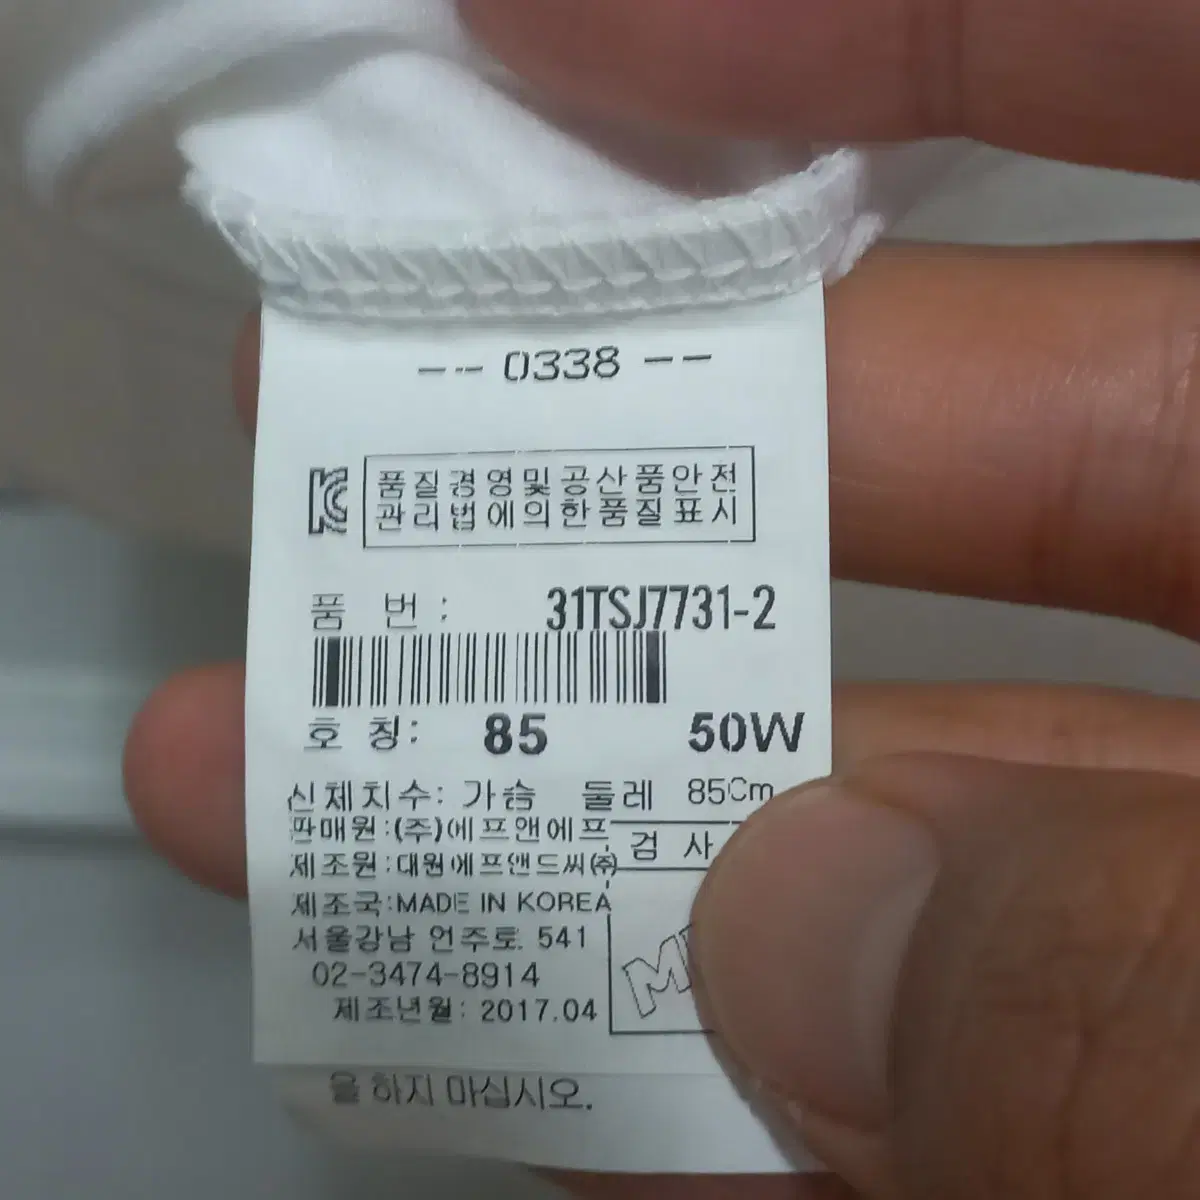 -- 0338 --
품질경영및공산품안전
관리법에의한품질표시
품 번 : 31TSJ7731-2
호 칭: 85 50W
신체치수: 가슴 둘레 85Cm
판매원:(주)에프앤에프
검 사
제조원:대원에프앤드씨㈜
제조국:MADE IN KOREA
서울강남 언주로 541
02-3474-8914
제조년월: 2017.04
을 하지 마십시오.